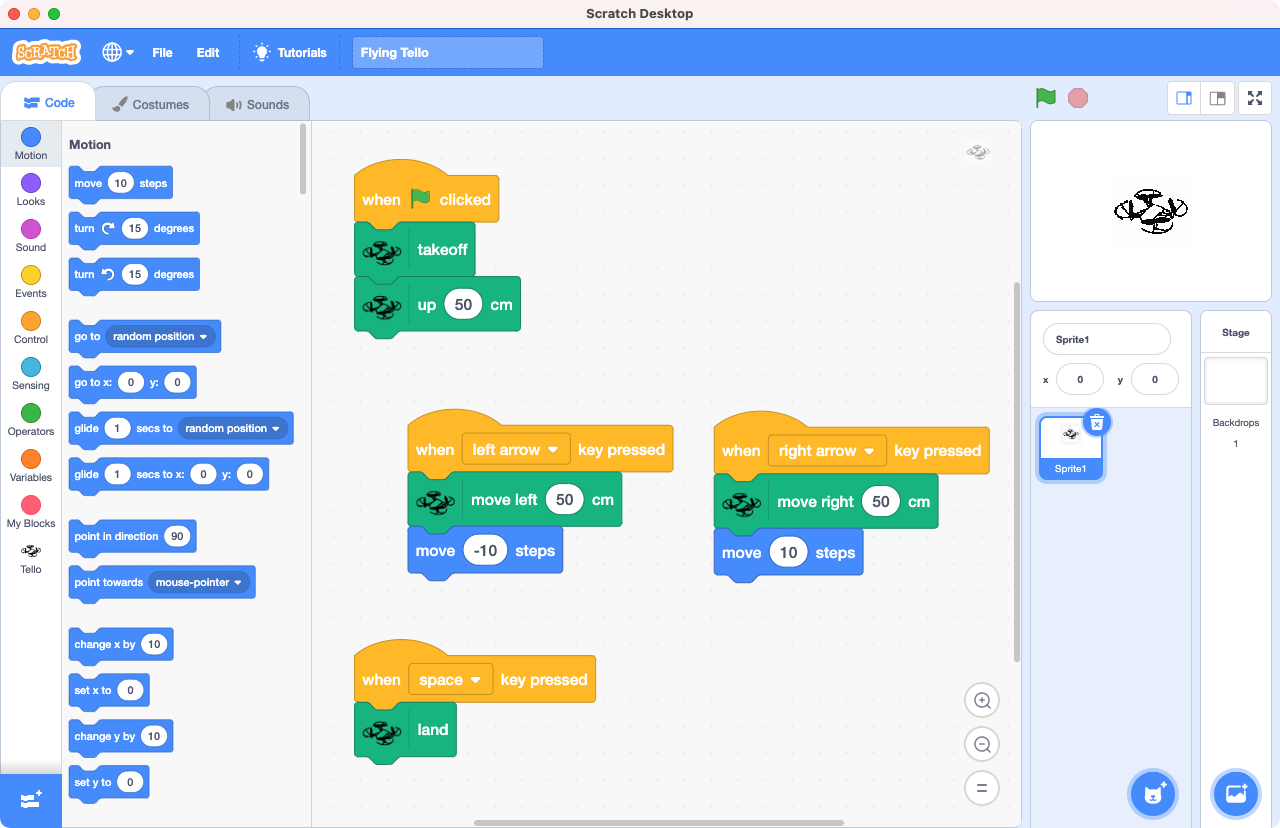 Scratch Desktop
SCRATCH
File
Edit
Tutorials
Flying Tello
Code
Costumes
Sounds
Motion
Looks
Sound
Events
Control
Sensing
Operators
Variables
My Blocks
Tello
Motion
move 10 steps
turn 15 degrees
turn 15 degrees
go to random position
go to x: 0 y: 0
glide 1 secs to random position
glide 1 secs to x: 0 y: 0
point in direction 90
point towards mouse-pointer
change x by 10
set x to 0
change y by 10
set y to 0
when clicked
takeoff
up 50 cm
when left arrow key pressed
move left 50 cm
move -10 steps
when right arrow key pressed
move right 50 cm
move 10 steps
when space key pressed
land
Sprite1
x 0 y 0
Sprite1
Stage
Backdrops
1